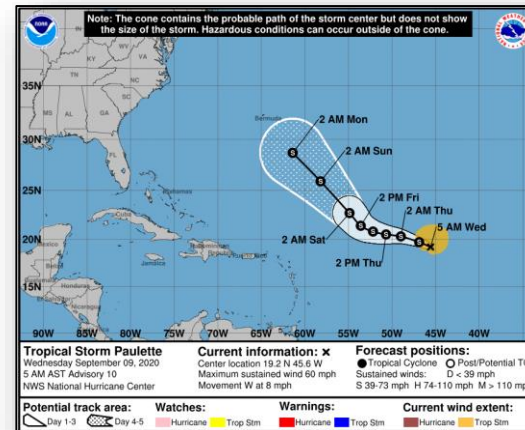 Note: The cone contains the probable path of the storm center but does not show
the size of the storm. Hazardous conditions can occur outside of the cone.
NOAA
35N
30N
25N
20N
15N
Bermuda
2 AM Mon
2 AM Sun
2 PM Fri
2 AM Thu
5 AM Wed
2 AM Sat
2 PM Thu
Bahamas
Cuba
Jamaica
90W 85W 80W 75W 70W 65W 60W 55W 50W 45W 40W
Tropical Storm Paulette
Wednesday September 09, 2020
5 AM AST Advisory 10
NWS National Hurricane Center
Current information: x
Center location 19.2 N 45.6 W
Maximum sustained wind 60 mph
Movement W at 8 mph
Forecast positions:
Tropical Cyclone Post/Potential TC
Sustained winds: D < 39 mph
S 39-73 mph H 74-110 mph M > 110 mph
Potential track area:
Day 1-3 Day 4-5
Watches:
Hurricane Trop Stm
Warnings:
Hurricane Trop Stm
Current wind extent:
Hurricane Trop Stm